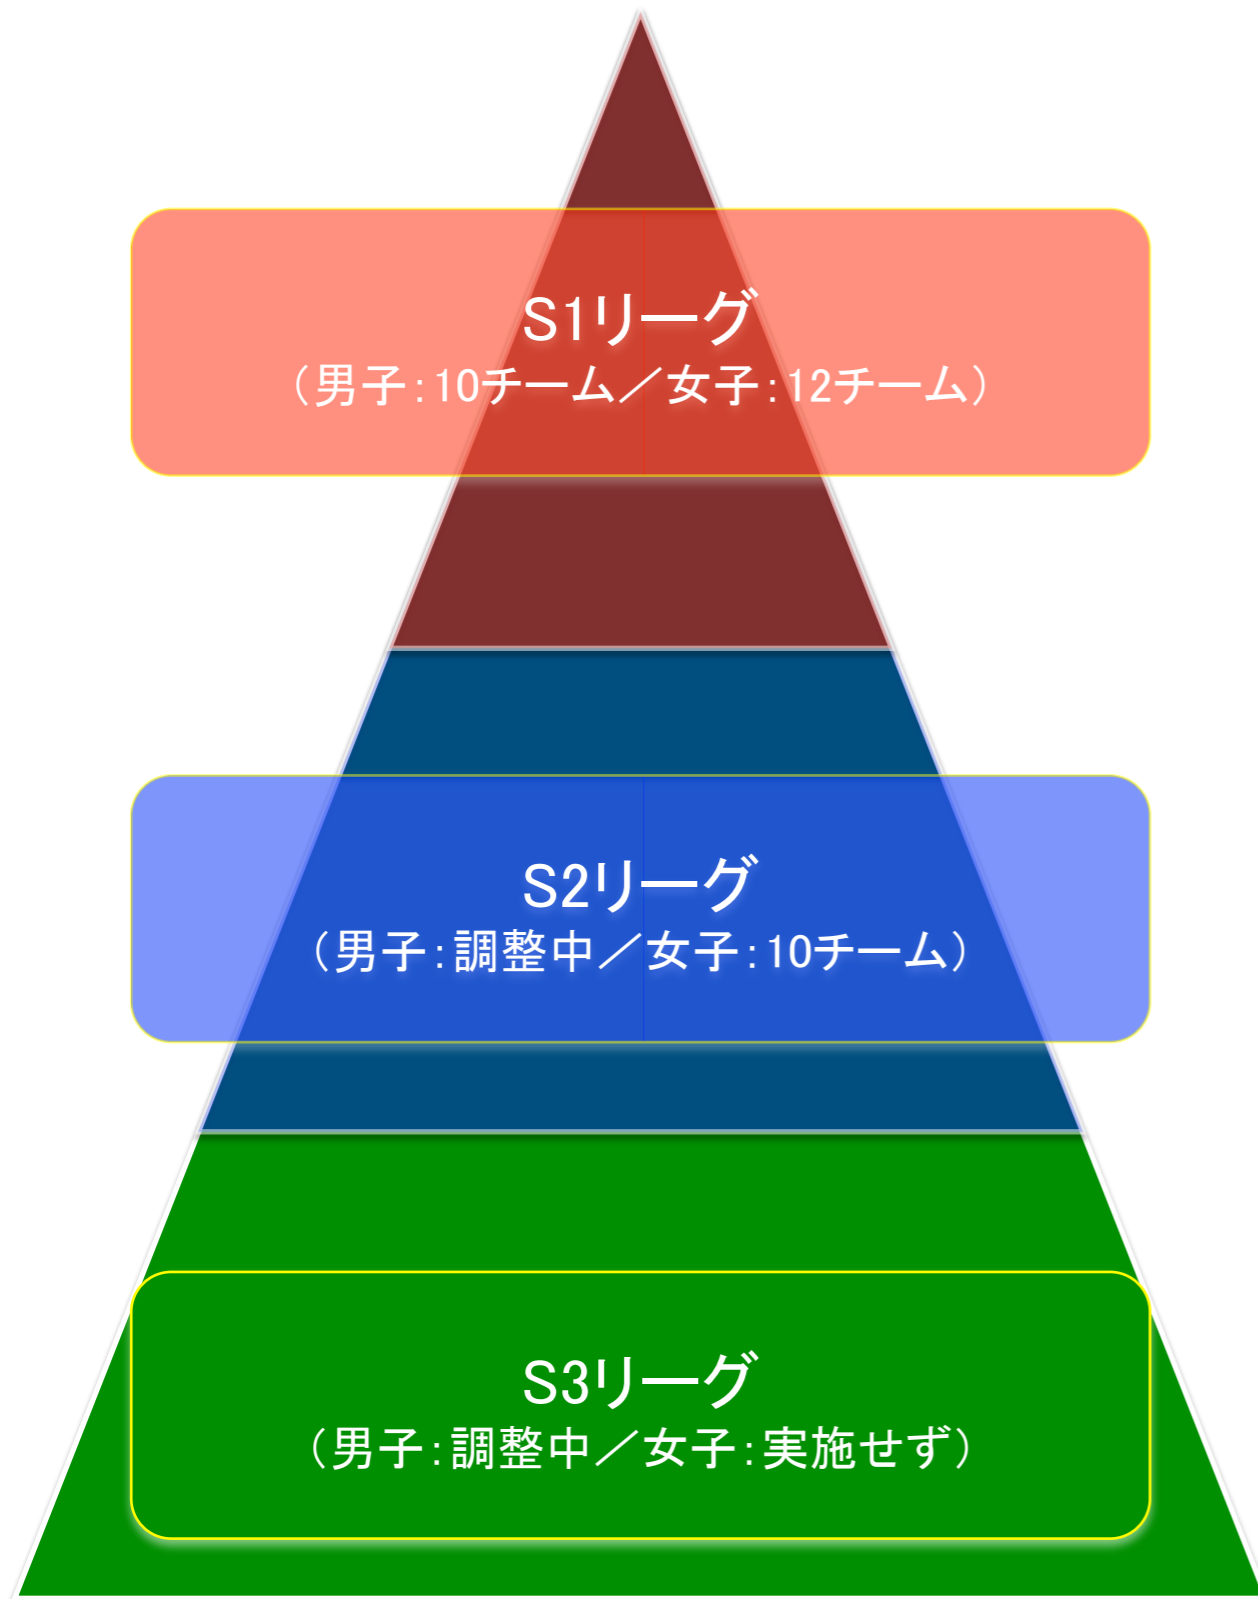 S1リーグ
（男子：10チーム／女子：12チーム）
S2リーグ
（男子：調整中／女子：10チーム）
S3リーグ
（男子：調整中／女子：実施せず）